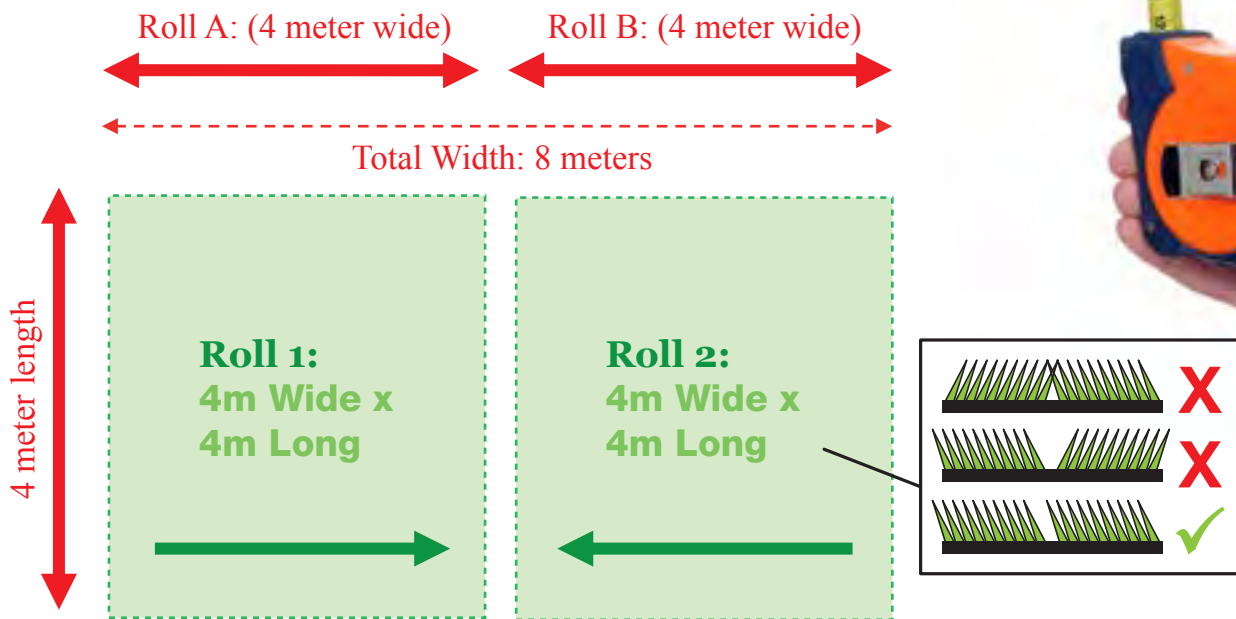 Roll A: (4 meter wide)
Roll B: (4 meter wide)
Total Width: 8 meters
4 meter length
Roll 1:
4m Wide x
4m Long
Roll 2:
4m Wide x
4m Long
X
X